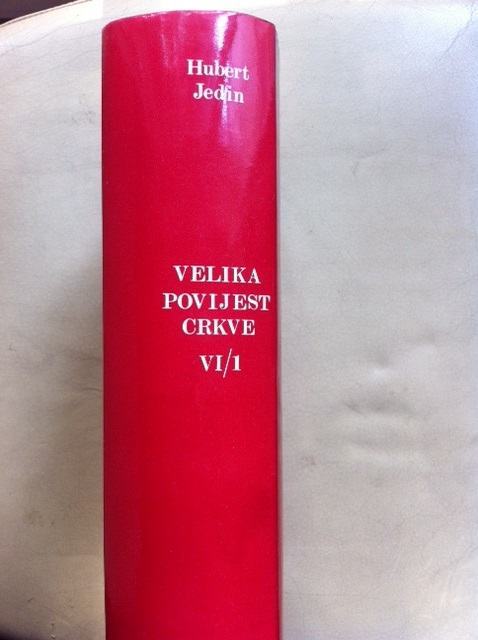 Hubert
Jedin
VELIKA
POVIJEST
CRKVE
VI/1